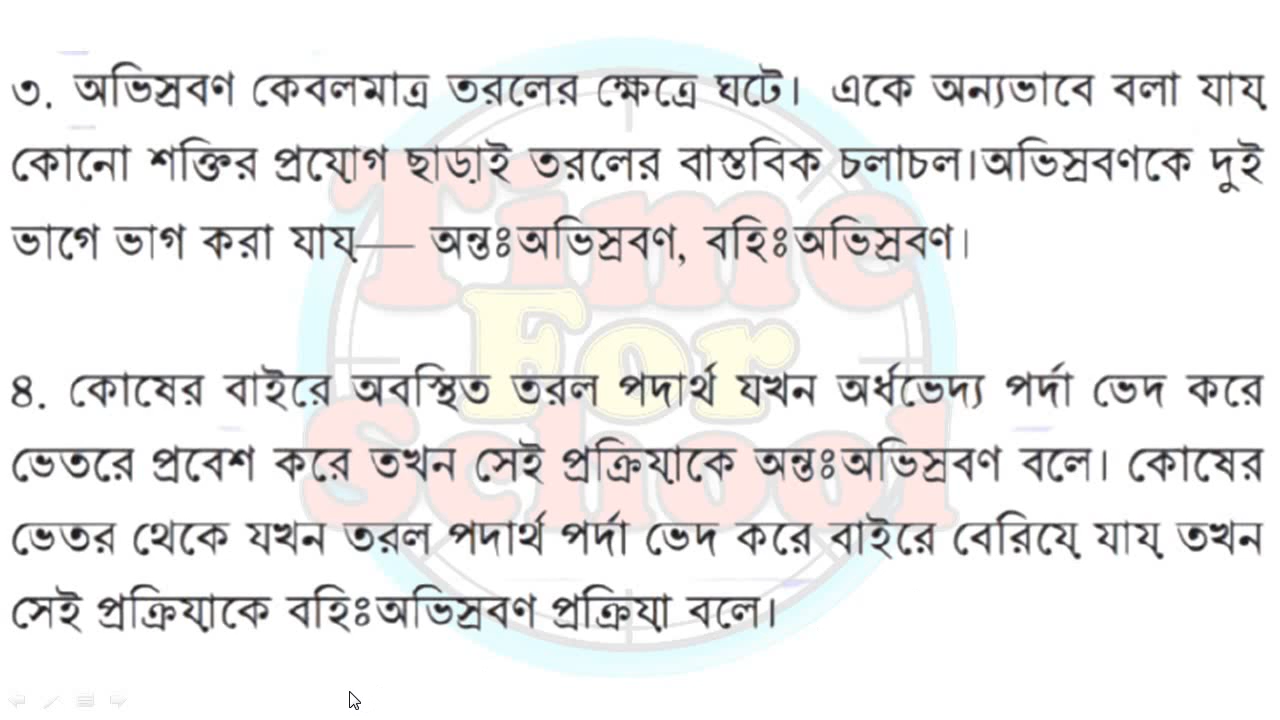 ৩. অভিস্রবণ কেবলমাত্র তরলের ক্ষেত্রে ঘটে। একে অন্যভাবে বলা যায়
কোনো শক্তির প্রয়োগ ছাড়াই তরলের বাস্তবিক চলাচল।অভিস্রবণকে দুই
ভাগে ভাগ করা যায়— অন্তঃঅভিস্রবণ, বহিঃঅভিস্রবণ।
৪. কোষের বাইরে অবস্থিত তরল পদার্থ যখন অর্ধভেদ্য পর্দা ভেদ করে
ভেতরে প্রবেশ করে তখন সেই প্রক্রিয়াকে অন্তঃঅভিস্রবণ বলে। কোষের
ভেতর থেকে যখন তরল পদার্থ পর্দা ভেদ করে বাইরে বেরিয়ে যায় তখন
সেই প্রক্রিয়াকে বহিঃঅভিস্রবণ প্রক্রিয়া বলে।
Time
For
School